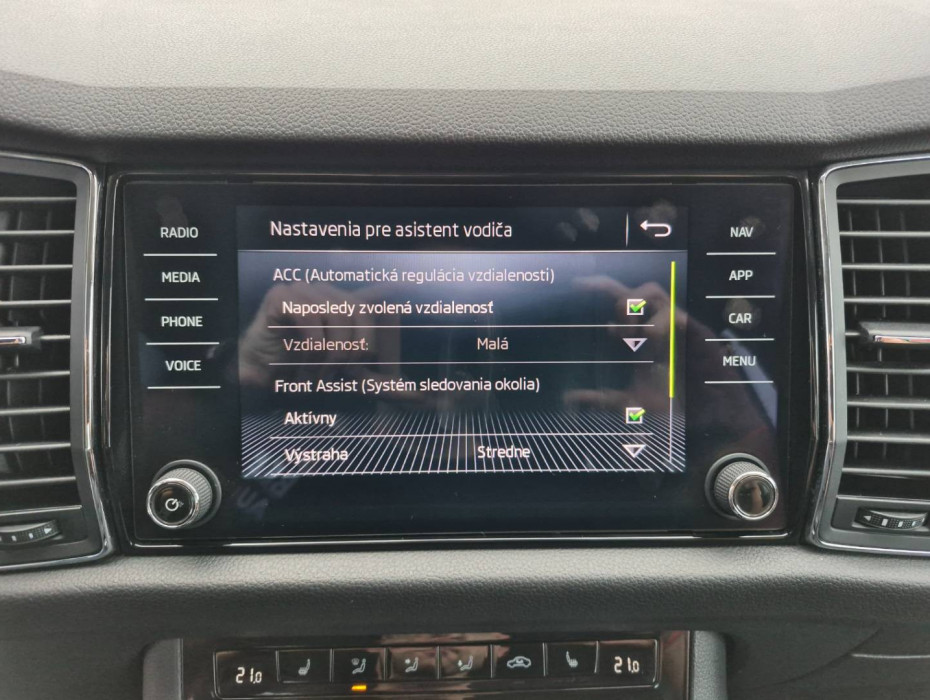 Nastavenia pre asistent vodiča
RADIO
MEDIA
PHONE
VOICE
ACC (Automatická regulácia vzdialenosti)
Naposledy zvolená vzdialenosť
Vzdialenosť: Malá
Front Assist (Systém sledovania okolia)
Aktívny
Výstraha Stredne
NAV
APP
CAR
MENU
21,0
21,0